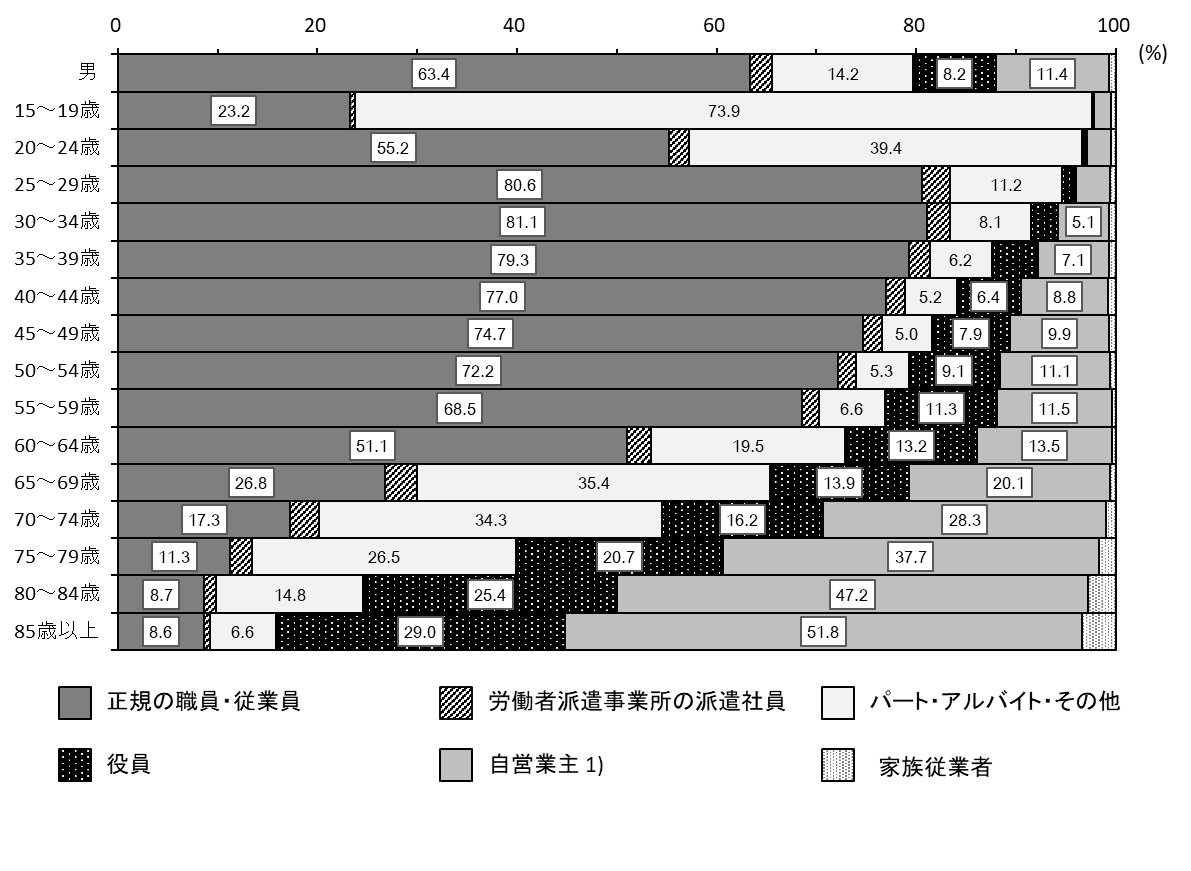 0 20 40 60 80 100
(%)
男 63.4 14.2 8.2 11.4
15～19歳 23.2 73.9
20～24歳 55.2 39.4
25～29歳 80.6 11.2
30～34歳 81.1 8.1 5.1
35～39歳 79.3 6.2 7.1
40～44歳 77.0 5.2 6.4 8.8
45～49歳 74.7 5.0 7.9 9.9
50～54歳 72.2 5.3 9.1 11.1
55～59歳 68.5 6.6 11.3 11.5
60～64歳 51.1 19.5 13.2 13.5
65～69歳 26.8 35.4 13.9 20.1
70～74歳 17.3 34.3 16.2 28.3
75～79歳 11.3 26.5 20.7 37.7
80～84歳 8.7 14.8 25.4 47.2
85歳以上 8.6 6.6 29.0 51.8
正規の職員・従業員 労働者派遣事業所の派遣社員 パート・アルバイト・その他
役員 自営業主 1) 家族従業者